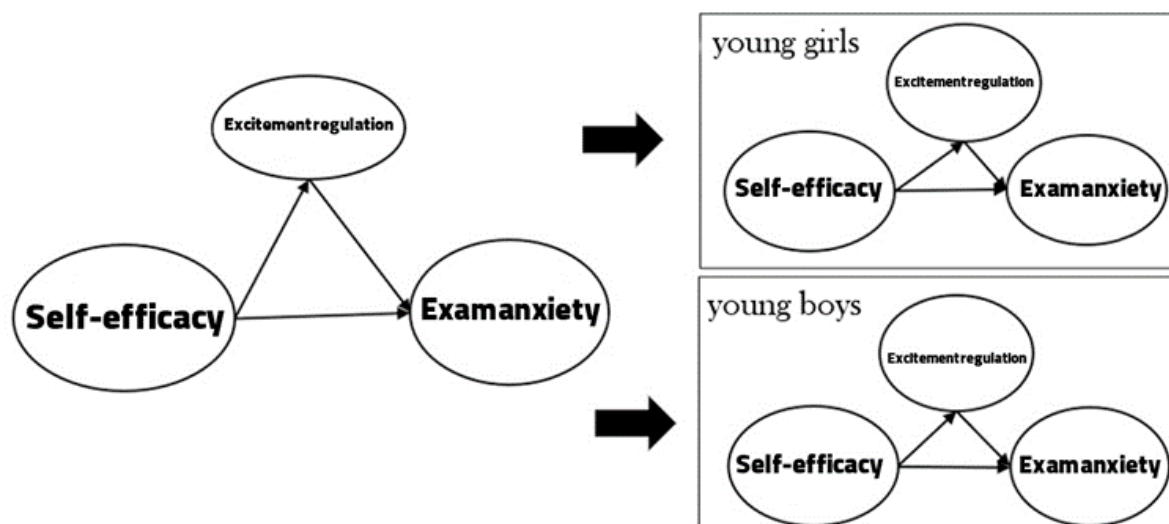 Excitementregulation
Self-efficacy
Examanxiety
young girls
Excitementregulation
Self-efficacy
Examanxiety
young boys
Excitementregulation
Self-efficacy
Examanxiety